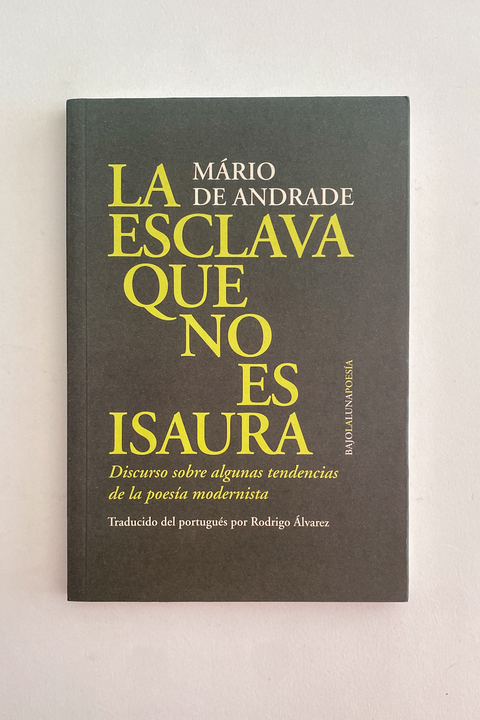 LA
MÁRIO
DE ANDRADE
ESCLAVA
QUE
NO
ES
ISAURA
Discurso sobre algunas tendencias
de la poesía modernista
Traducido del portugués por Rodrigo Álvarez
BAJOLALUNAPOESÍA